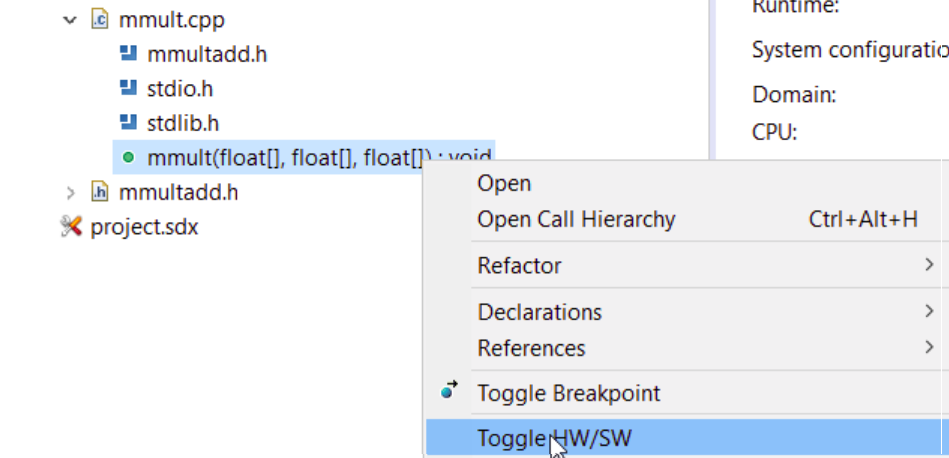 mmult.cpp
mmultadd.h
stdio.h
stdlib.h
mmult(float[], float[], float[]) : void
mmultadd.h
project.sdx
Runtime:
System configuratio
Domain:
CPU:
Open
Open Call Hierarchy Ctrl+Alt+H
Refactor
Declarations
References
Toggle Breakpoint
Toggle HW/SW